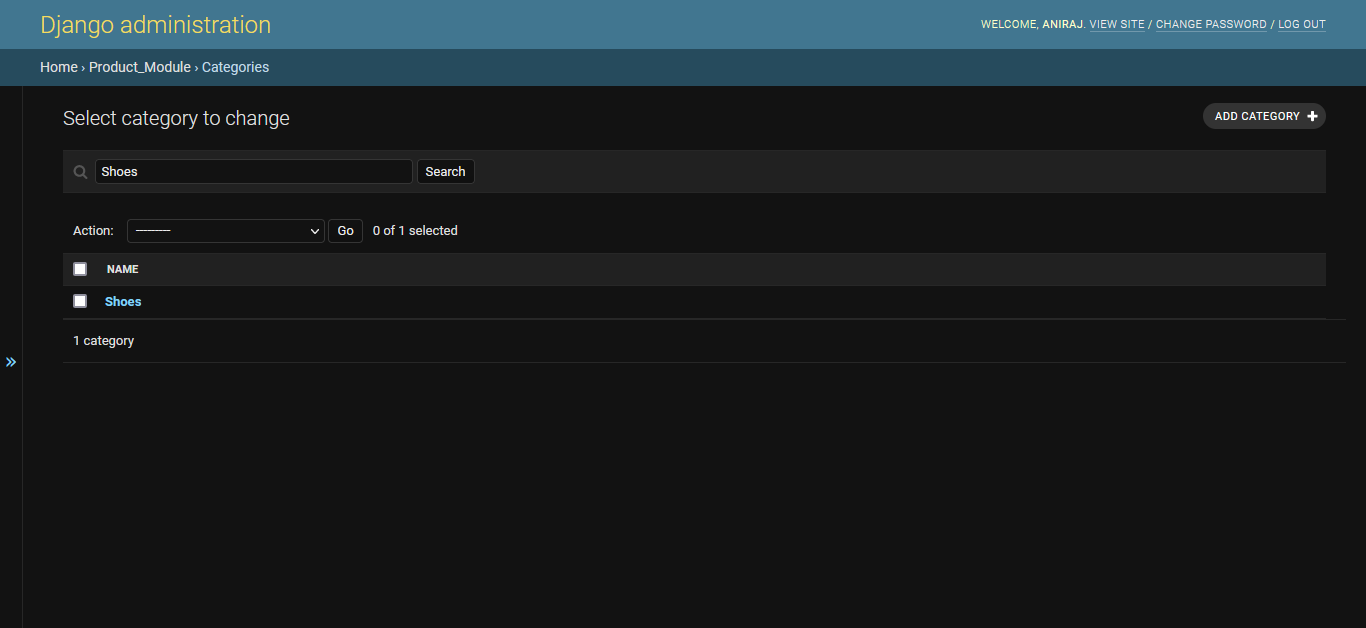 Django administration
WELCOME, ANIRAJ. VIEW SITE / CHANGE PASSWORD / LOG OUT
Home › Product_Module › Categories
Select category to change
ADD CATEGORY +
Shoes Search
Action: --------- Go 0 of 1 selected
NAME
Shoes
1 category
»